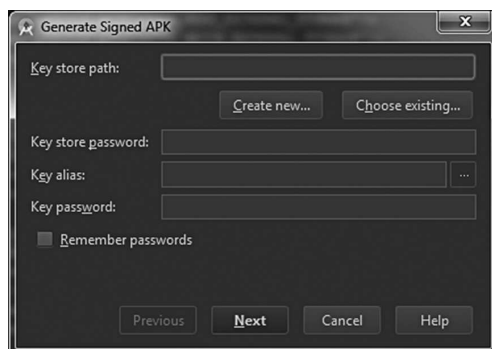 Generate Signed APK
Key store path:
Create new... Choose existing...
Key store password:
Key alias: ...
Key password:
Remember passwords
Previous Next Cancel Help